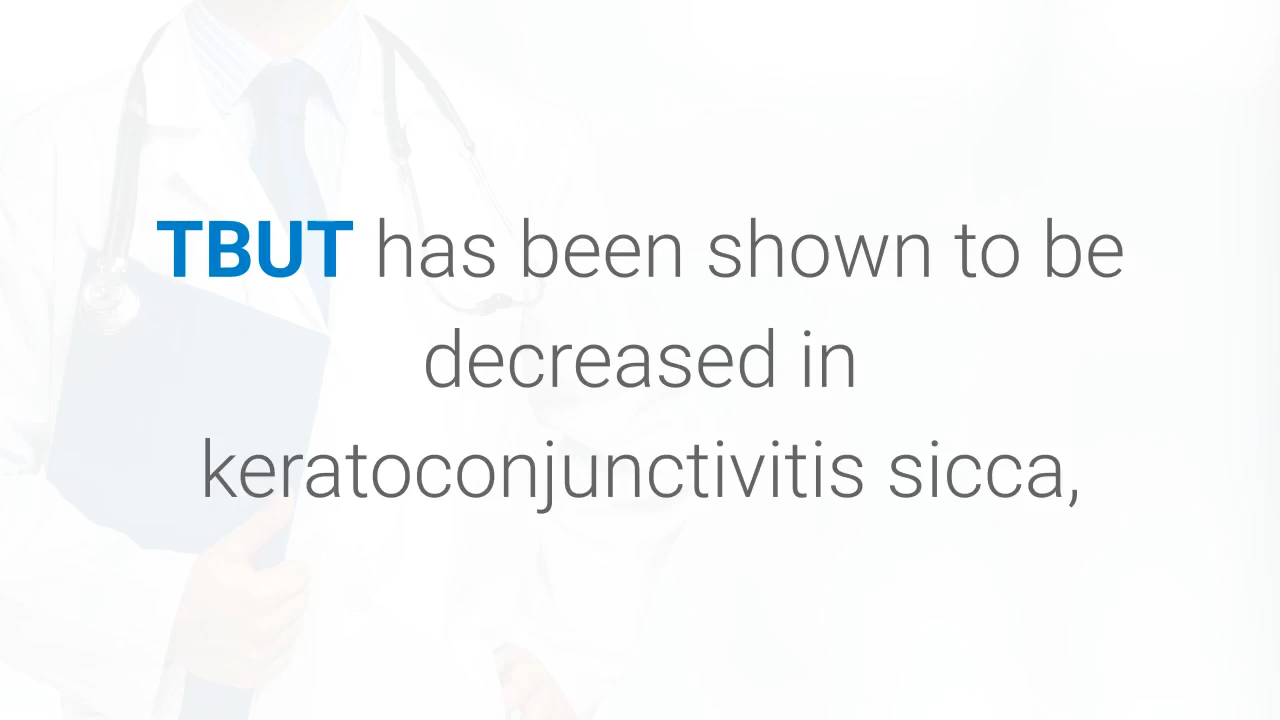 TBUT has been shown to be
decreased in
keratoconjunctivitis sicca,